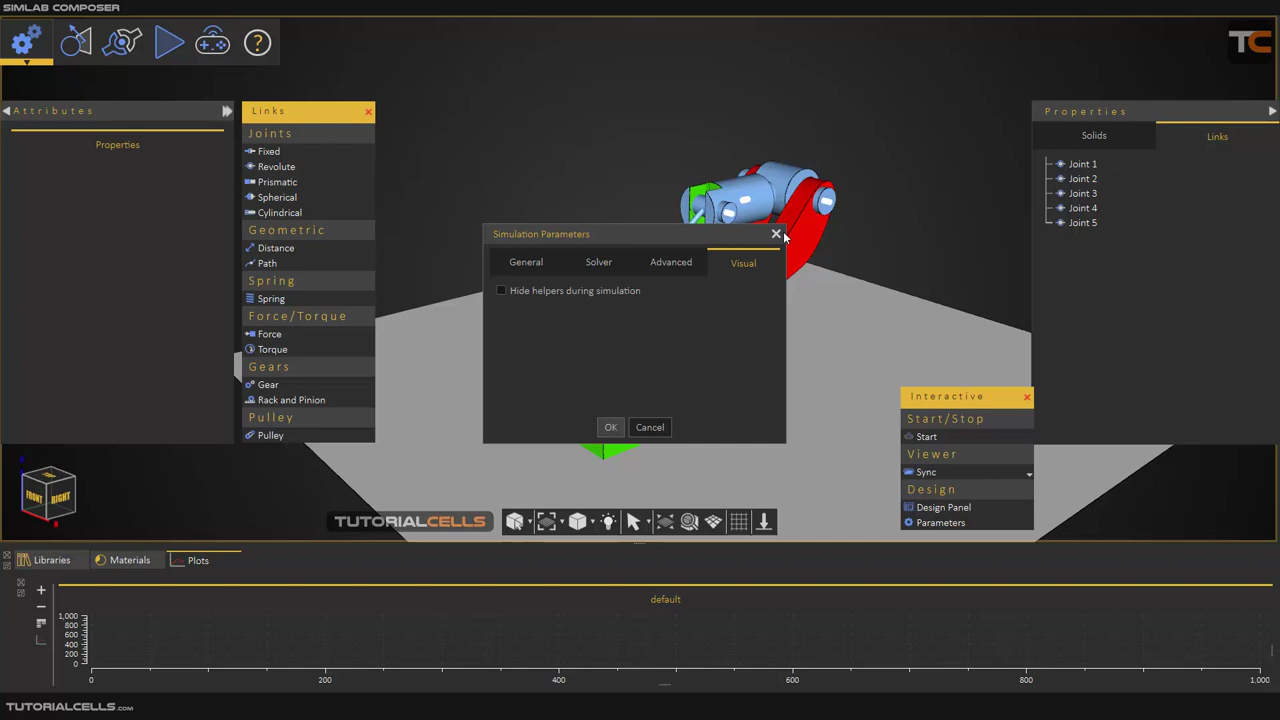 SIMLAB COMPOSER
TC
Attributes
Properties
Links
Joints
Fixed
Revolute
Prismatic
Spherical
Cylindrical
Geometric
Distance
Path
Spring
Spring
Force/Torque
Force
Torque
Gears
Gear
Rack and Pinion
Pulley
Pulley
Simulation Parameters
General Solver Advanced Visual
Hide helpers during simulation
OK Cancel
Properties
Solids Links
Joint 1
Joint 2
Joint 3
Joint 4
Joint 5
Interactive
Start/Stop
Start
Viewer
Sync
Design
Design Panel
Parameters
FRONT RIGHT
TUTORIALCELLS
Libraries Materials Plots
default
1,000
800
600
400
200
0
0 200 400 600 800 1,000
TUTORIALCELLS.com